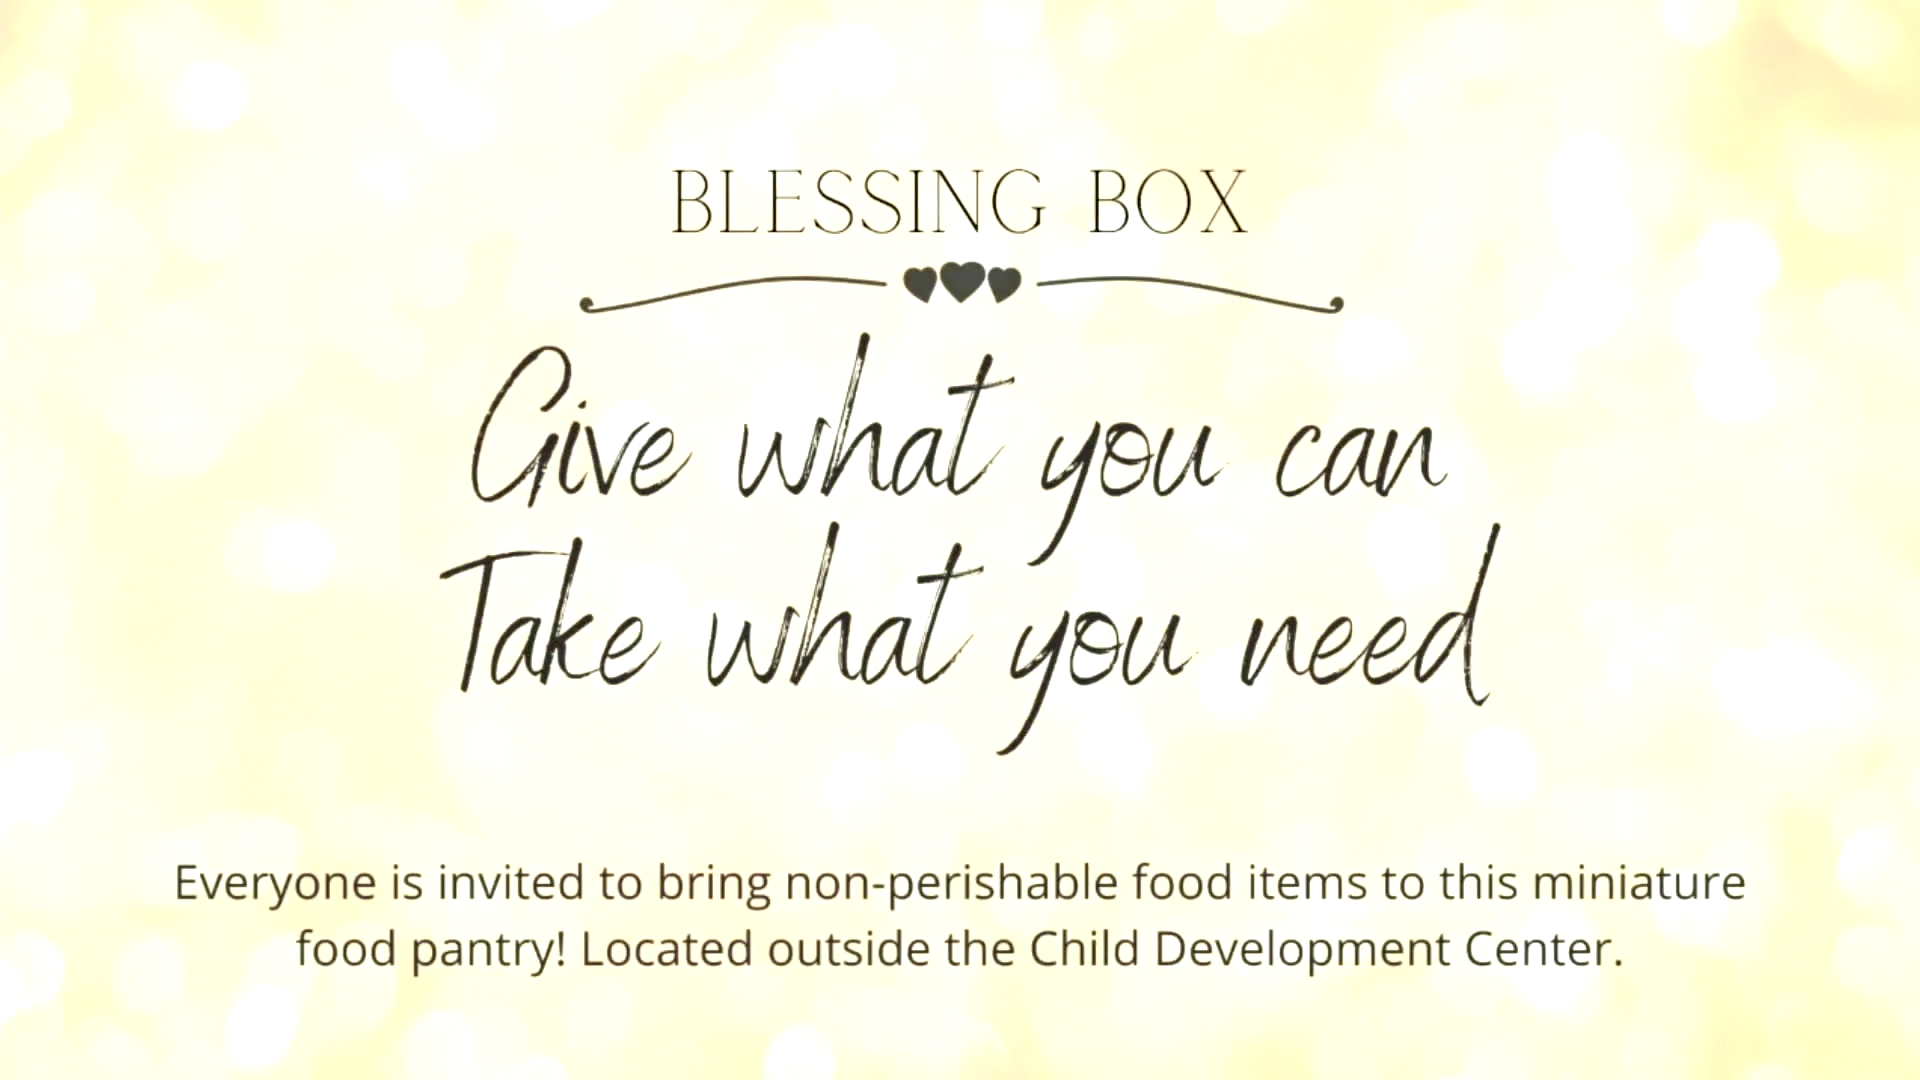 BLESSING BOX
Give what you can
Take what you need
Everyone is invited to bring non-perishable food items to this miniature
food pantry! Located outside the Child Development Center.